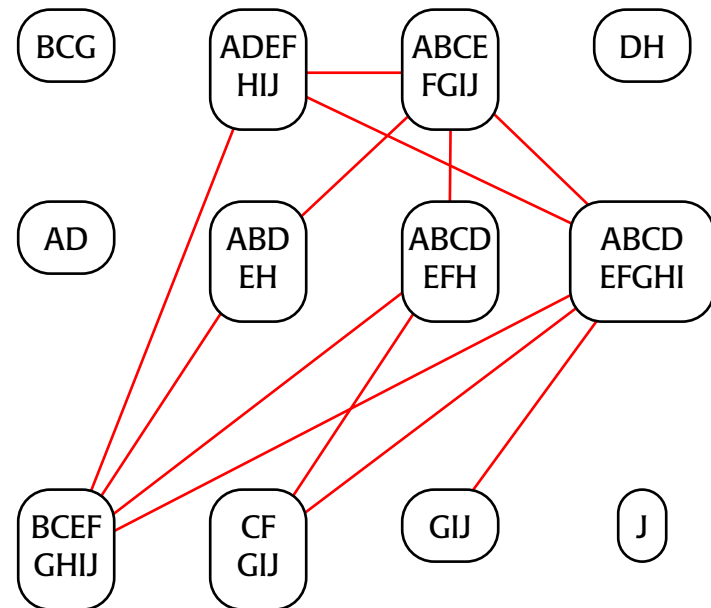 BCG
ADEF
HIJ
ABCE
FGIJ
DH
AD
ABD
EH
ABCD
EFH
ABCD
EFGHI
BCEF
GHIJ
CF
GIJ
GIJ
J